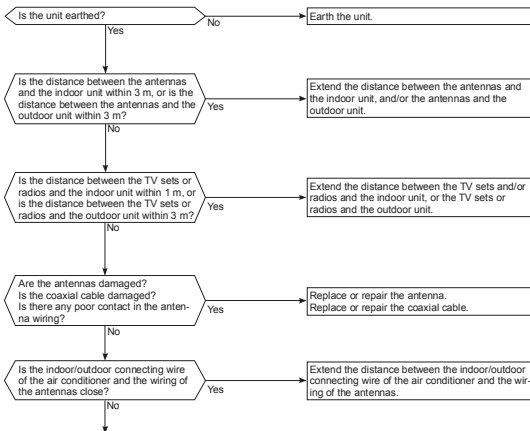 Is the unit earthed?
No
Earth the unit.
Yes
Is the distance between the antennas
and the indoor unit within 3 m, or is
the distance between the antennas and the
outdoor unit within 3 m?
Yes
Extend the distance between the antennas and
the indoor unit, and/or the antennas and the
outdoor unit.
No
Is the distance between the TV sets or
radios and the indoor unit within 1 m, or
is the distance between the TV sets or
radios and the outdoor unit within 3 m?
Yes
Extend the distance between the TV sets and/or
radios and the indoor unit, or the TV sets or
radios and the outdoor unit.
No
Are the antennas damaged?
Is the coaxial cable damaged?
Is there any poor contact in the anten-
na wiring?
Yes
Replace or repair the antenna.
Replace or repair the coaxial cable.
No
Is the indoor/outdoor connecting wire
of the air conditioner and the wiring of
the antennas close?
Yes
Extend the distance between the indoor/outdoor
connecting wire of the air conditioner and the wir-
ing of the antennas.
No